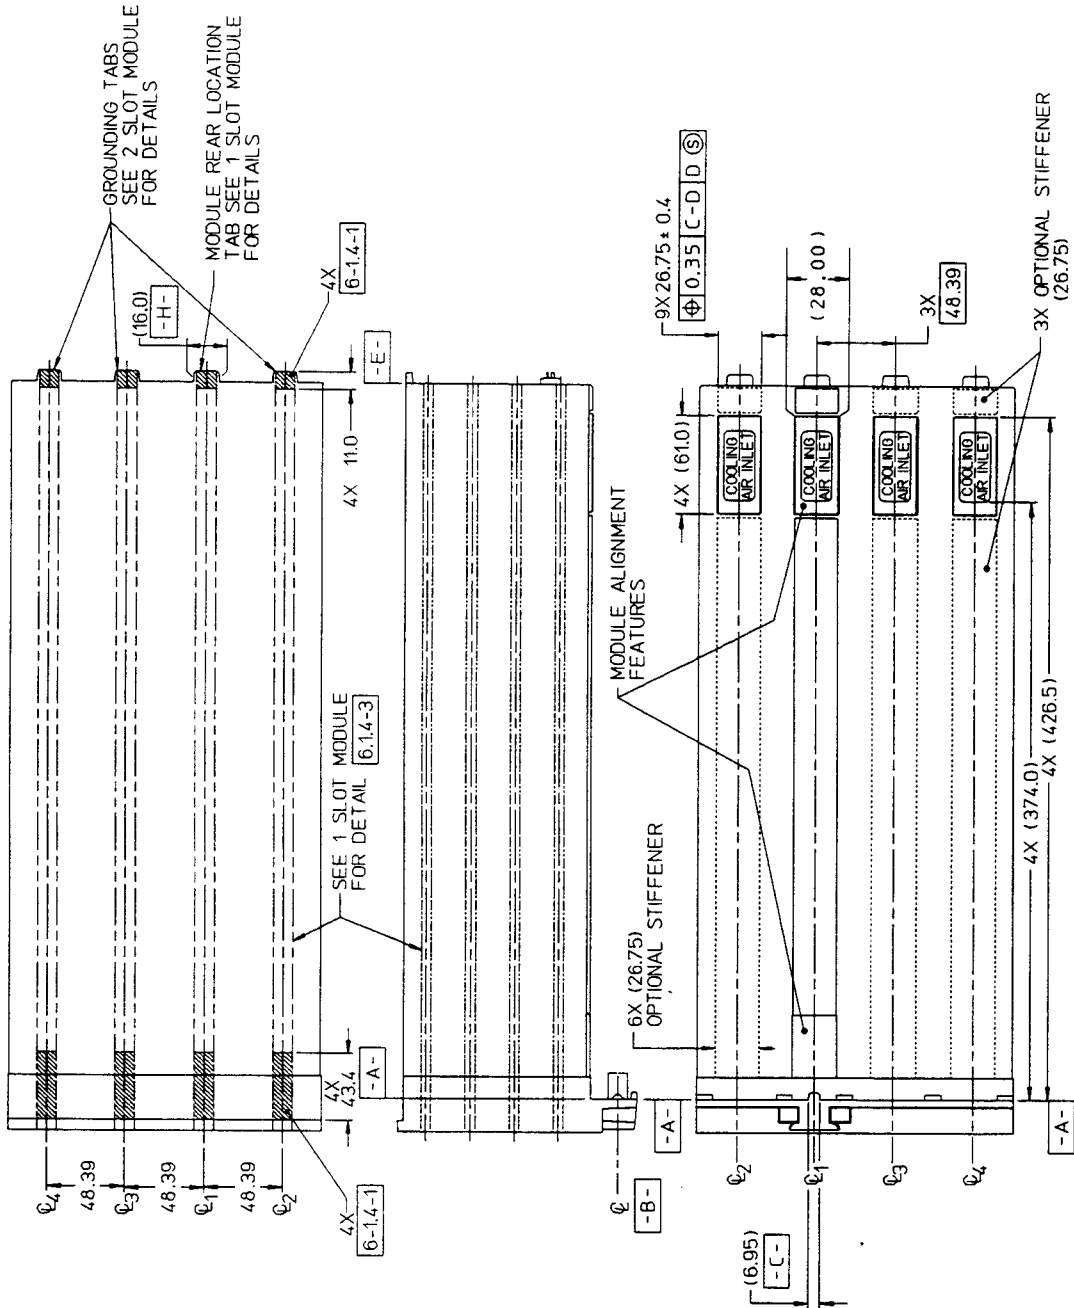 GROUNDING TABS
SEE 2 SLOT MODULE
FOR DETAILS
MODULE REAR LOCATION
TAB SEE 1 SLOT MODULE
FOR DETAILS
(16.0)
-H-
4X
6-1.4-1
4X 11.0
-E-
SEE 1 SLOT MODULE
FOR DETAIL 6.1.4-3
4X
43.4
-A-
48.39
48.39
48.39
℄4
℄3
℄1
℄2
4X
6-1.4-1
℄
-B-
-A-
9X 26.75± 0.4
⌖ 0.35 C-D D Ⓢ
(28.00)
3X
48.39
4X (61.0)
3X OPTIONAL STIFFENER
(26.75)
MODULE ALIGNMENT
FEATURES
COOLING
AIR INLET
COOLING
AIR INLET
COOLING
AIR INLET
COOLING
AIR INLET
6X (26.75)
OPTIONAL STIFFENER
4X (374.0)
4X (426.5)
℄2
℄1
℄3
℄4
-A-
(6.95)
-C-